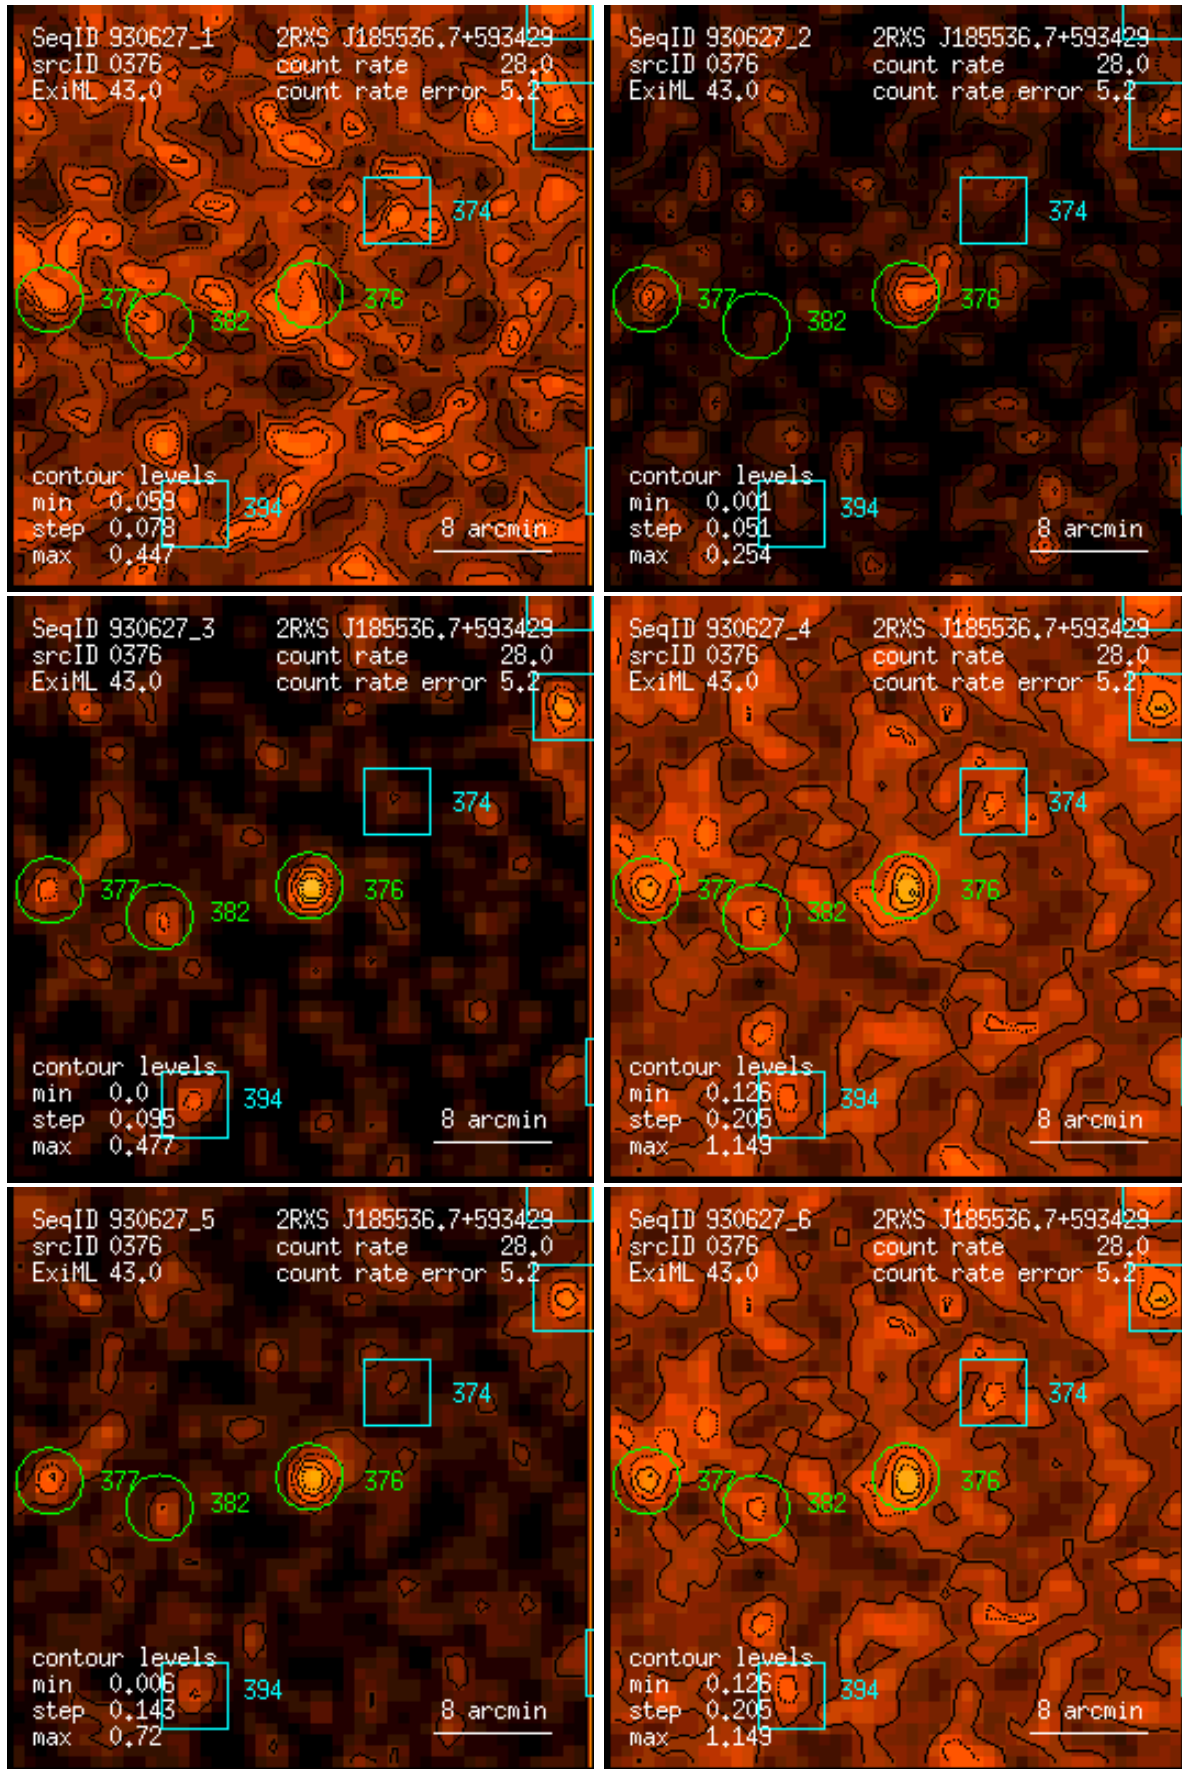 SeqID 930627_1 2RXS J185536.7+593429
srcID 0376 count rate 28.0
ExiML 43.0 count rate error 5.2
374
376
377
382
contour levels
min 0.059
394
step 0.078
8 arcmin
max 0.447
SeqID 930627_2 2RXS J185536.7+593429
srcID 0376 count rate 28.0
ExiML 43.0 count rate error 5.2
374
376
377
382
contour levels
min 0.001
394
step 0.051
8 arcmin
max 0.254
SeqID 930627_3 2RXS J185536.7+593429
srcID 0376 count rate 28.0
ExiML 43.0 count rate error 5.2
374
376
377
382
contour levels
min 0.0
394
step 0.095
8 arcmin
max 0.477
SeqID 930627_4 2RXS J185536.7+593429
srcID 0376 count rate 28.0
ExiML 43.0 count rate error 5.2
374
376
377
382
contour levels
min 0.126
394
step 0.205
8 arcmin
max 1.149
SeqID 930627_5 2RXS J185536.7+593429
srcID 0376 count rate 28.0
ExiML 43.0 count rate error 5.2
374
376
377
382
contour levels
min 0.006
394
step 0.143
8 arcmin
max 0.72
SeqID 930627_6 2RXS J185536.7+593429
srcID 0376 count rate 28.0
ExiML 43.0 count rate error 5.2
374
376
377
382
contour levels
min 0.126
394
step 0.205
8 arcmin
max 1.149